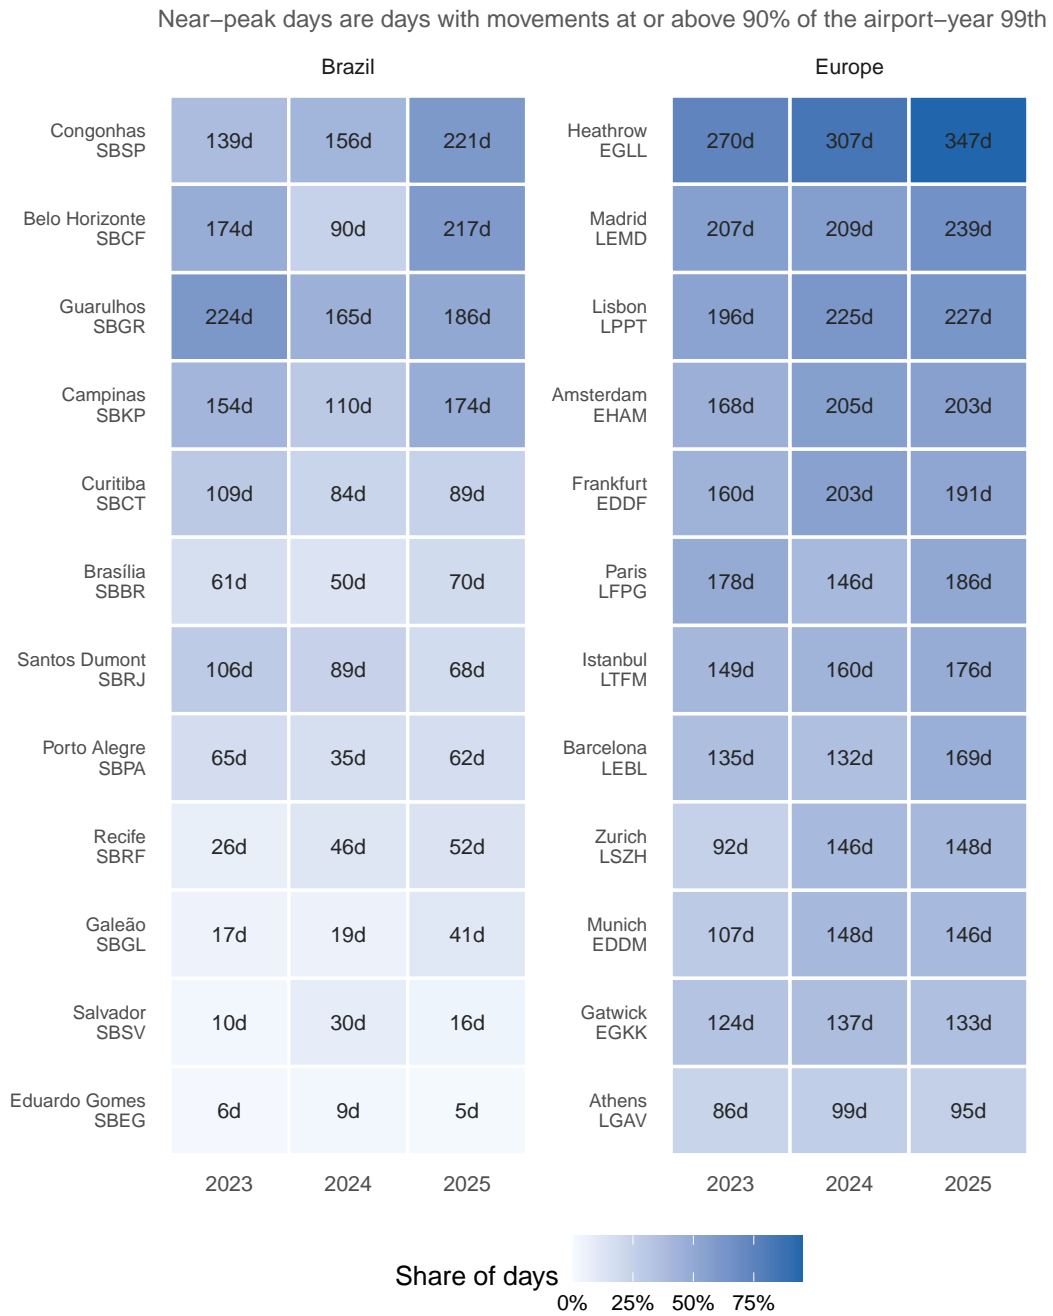 Near−peak days are days with movements at or above 90% of the airport−year 99th
Brazil
Europe
Congonhas
SBSP
139d 156d 221d
Belo Horizonte
SBCF
174d 90d 217d
Guarulhos
SBGR
224d 165d 186d
Campinas
SBKP
154d 110d 174d
Curitiba
SBCT
109d 84d 89d
Brasília
SBBR
61d 50d 70d
Santos Dumont
SBRJ
106d 89d 68d
Porto Alegre
SBPA
65d 35d 62d
Recife
SBRF
26d 46d 52d
Galeão
SBGL
17d 19d 41d
Salvador
SBSV
10d 30d 16d
Eduardo Gomes
SBEG
6d 9d 5d
2023 2024 2025
Heathrow
EGLL
270d 307d 347d
Madrid
LEMD
207d 209d 239d
Lisbon
LPPT
196d 225d 227d
Amsterdam
EHAM
168d 205d 203d
Frankfurt
EDDF
160d 203d 191d
Paris
LFPG
178d 146d 186d
Istanbul
LTFM
149d 160d 176d
Barcelona
LEBL
135d 132d 169d
Zurich
LSZH
92d 146d 148d
Munich
EDDM
107d 148d 146d
Gatwick
EGKK
124d 137d 133d
Athens
LGAV
86d 99d 95d
2023 2024 2025
Share of days
0% 25% 50% 75%